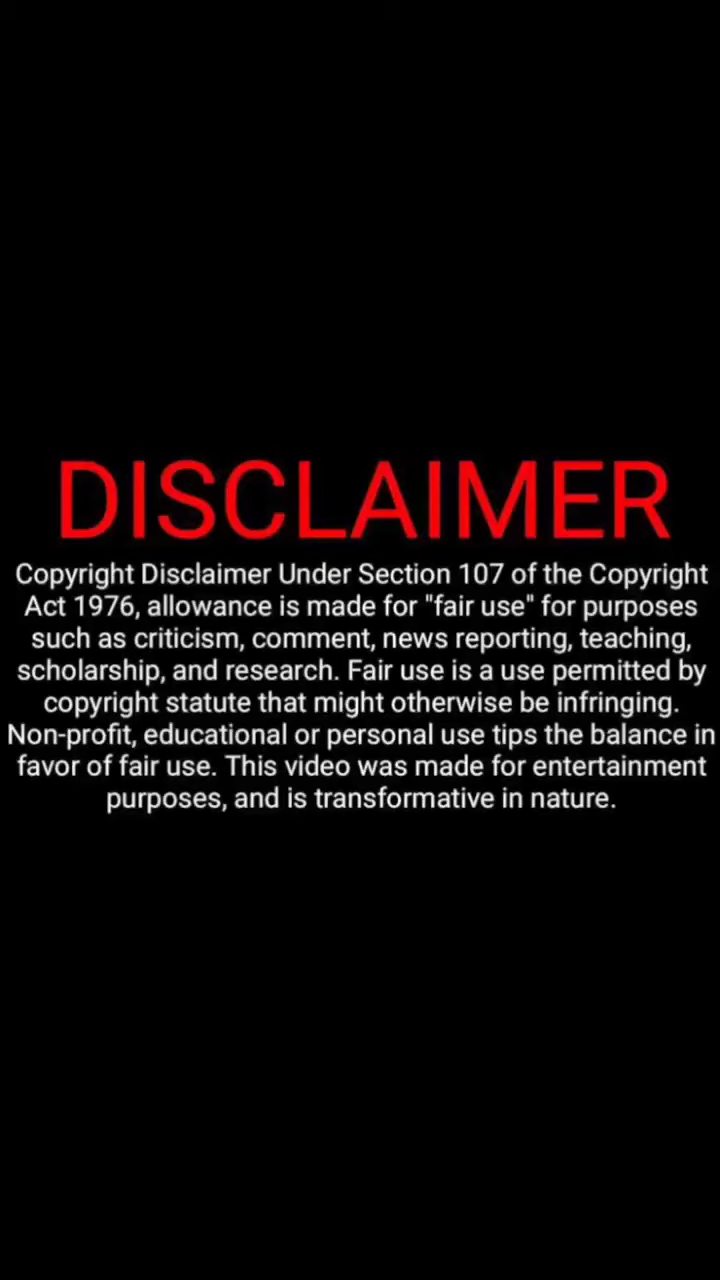 DISCLAIMER
Copyright Disclaimer Under Section 107 of the Copyright
Act 1976, allowance is made for "fair use" for purposes
such as criticism, comment, news reporting, teaching,
scholarship, and research. Fair use is a use permitted by
copyright statute that might otherwise be infringing.
Non-profit, educational or personal use tips the balance in
favor of fair use. This video was made for entertainment
purposes, and is transformative in nature.